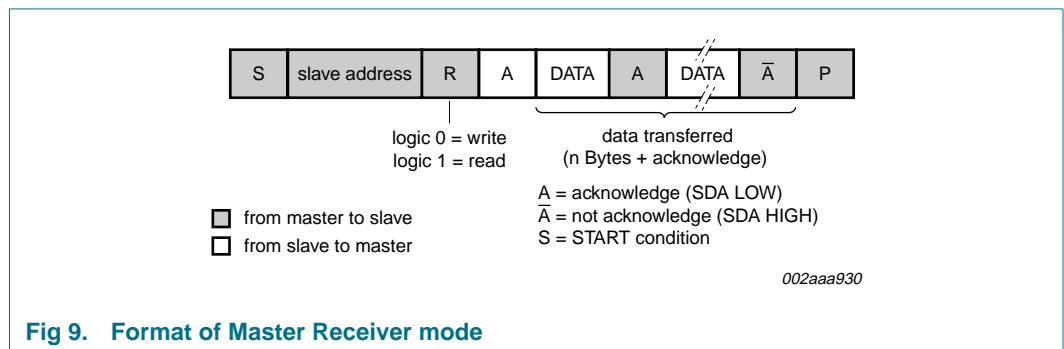 S slave address R A DATA A DATA A̅ P
logic 0 = write
logic 1 = read
data transferred
(n Bytes + acknowledge)
A = acknowledge (SDA LOW)
A̅ = not acknowledge (SDA HIGH)
S = START condition
from master to slave
from slave to master
002aaa930
Fig 9. Format of Master Receiver mode